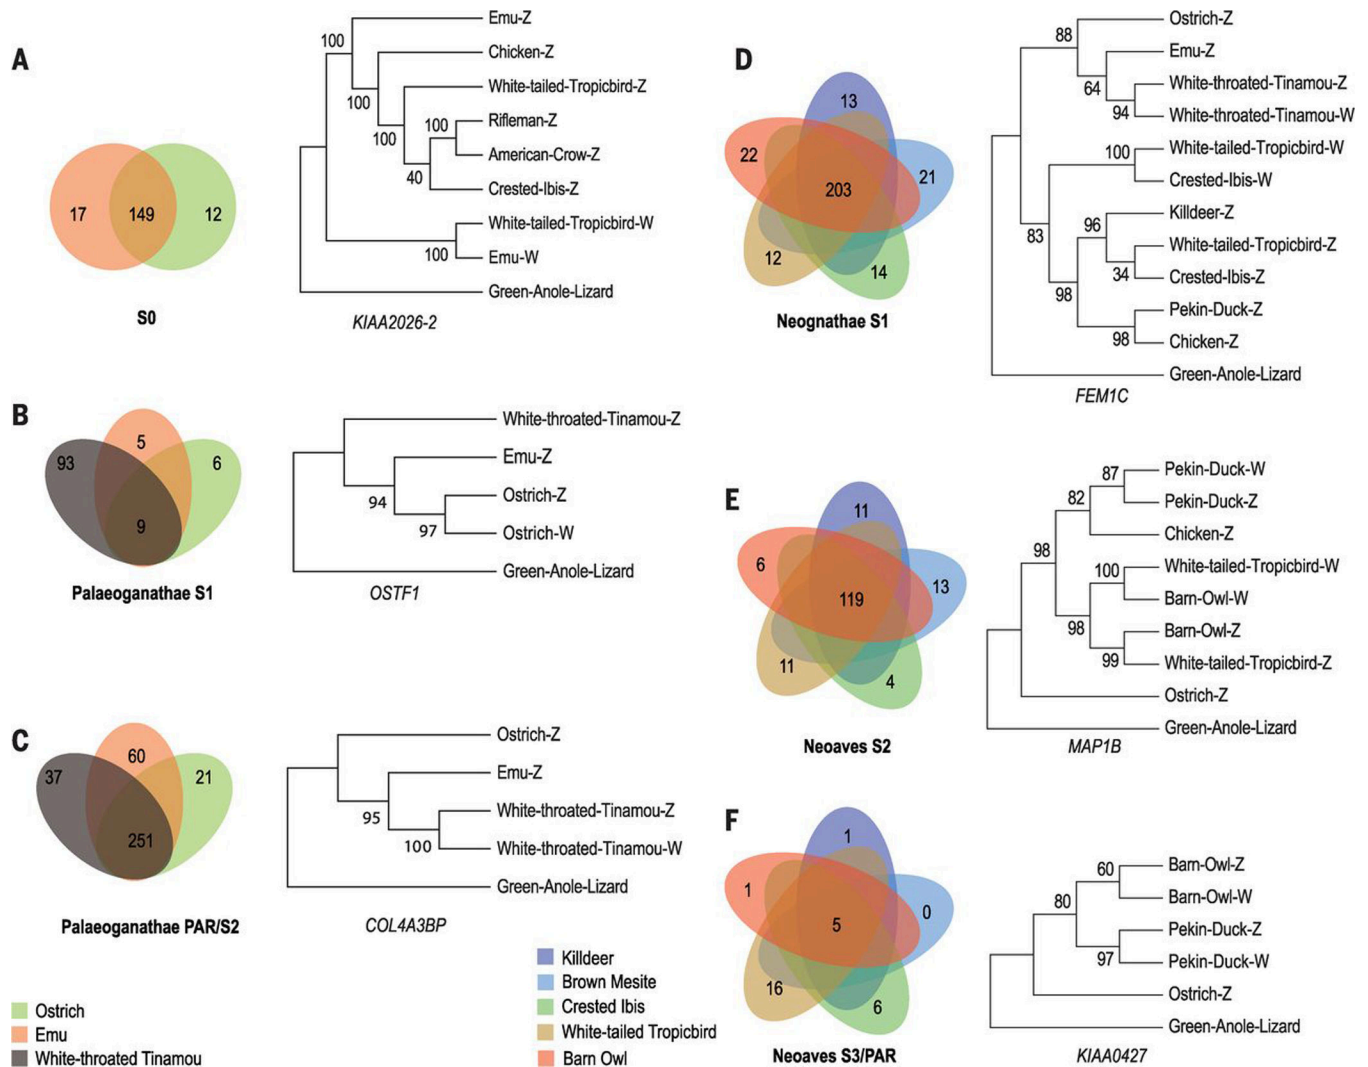 A
17
149
12
S0
100
100
100
100
40
100
Emu-Z
Chicken-Z
White-tailed-Tropicbird-Z
Rifleman-Z
American-Crow-Z
Crested-Ibis-Z
White-tailed-Tropicbird-W
Emu-W
Green-Anole-Lizard
KIAA2026-2
B
93
5
6
9
Palaeoganathae S1
94
97
White-throated-Tinamou-Z
Emu-Z
Ostrich-Z
Ostrich-W
Green-Anole-Lizard
OSTF1
C
37
60
21
251
Palaeoganathae PAR/S2
95
100
Ostrich-Z
Emu-Z
White-throated-Tinamou-Z
White-throated-Tinamou-W
Green-Anole-Lizard
COL4A3BP
Ostrich
Emu
White-throated Tinamou
Killdeer
Brown Mesite
Crested Ibis
White-tailed Tropicbird
Barn Owl
D
13
22
21
203
12
14
Neognathae S1
88
64
94
100
83
96
34
98
98
Ostrich-Z
Emu-Z
White-throated-Tinamou-Z
White-throated-Tinamou-W
White-tailed-Tropicbird-W
Crested-Ibis-W
Killdeer-Z
White-tailed-Tropicbird-Z
Crested-Ibis-Z
Pekin-Duck-Z
Chicken-Z
Green-Anole-Lizard
FEM1C
E
11
6
13
119
11
4
Neoaves S2
87
82
98
100
98
99
Pekin-Duck-W
Pekin-Duck-Z
Chicken-Z
White-tailed-Tropicbird-W
Barn-Owl-W
Barn-Owl-Z
White-tailed-Tropicbird-Z
Ostrich-Z
Green-Anole-Lizard
MAP1B
F
1
1
0
5
16
6
Neoaves S3/PAR
60
80
97
Barn-Owl-Z
Barn-Owl-W
Pekin-Duck-Z
Pekin-Duck-W
Ostrich-Z
Green-Anole-Lizard
KIAA0427